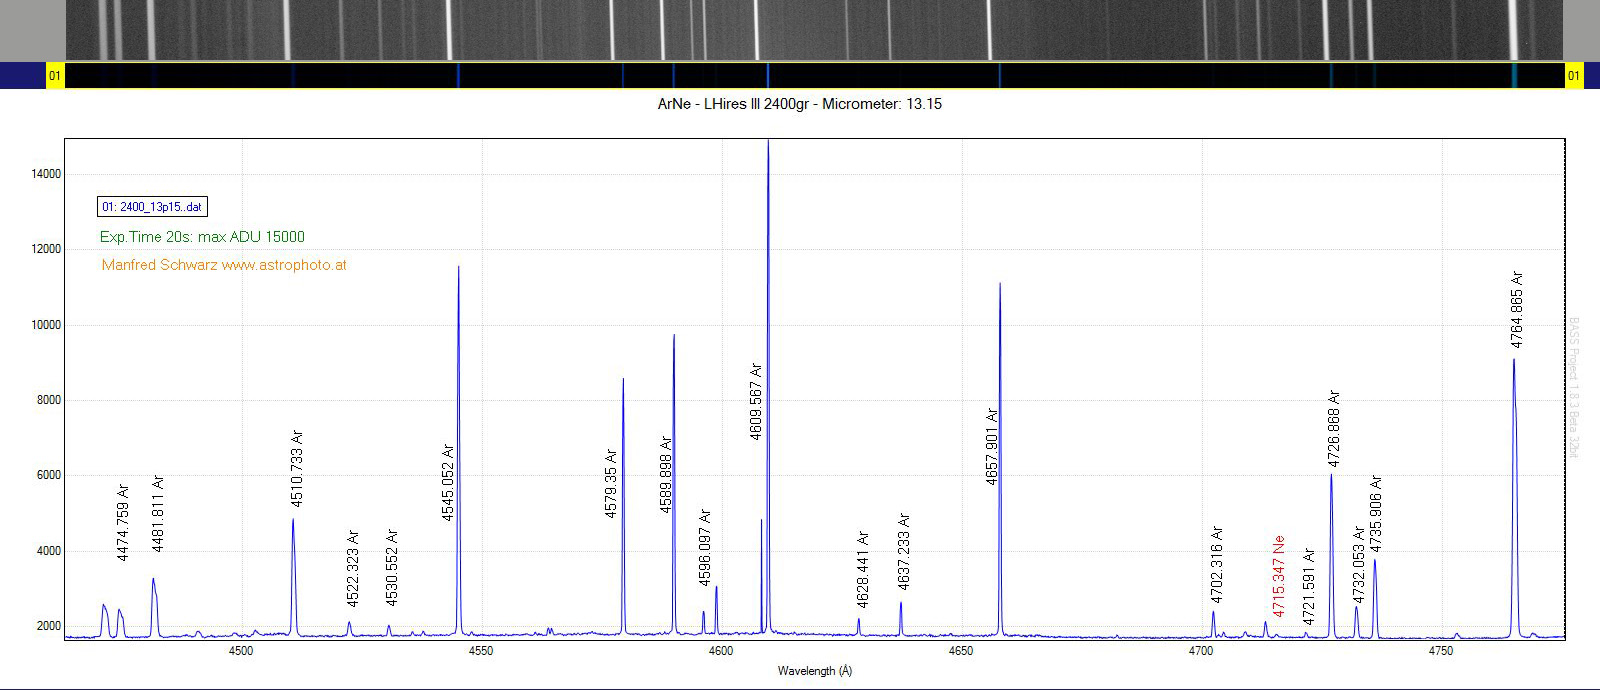 01
01
ArNe - LHires III 2400gr - Micrometer: 13.15
14000
12000
10000
8000
6000
4000
2000
01: 2400_13p15..dat
Exp.Time 20s: max ADU 15000
Manfred Schwarz www.astrophoto.at
4474.759 Ar
4481.811 Ar
4510.733 Ar
4522.323 Ar
4530.552 Ar
4545.052 Ar
4579.35 Ar
4589.898 Ar
4596.097 Ar
4609.567 Ar
4628.441 Ar
4637.233 Ar
4657.901 Ar
4702.316 Ar
4715.347 Ne
4721.591 Ar
4726.868 Ar
4732.053 Ar
4735.906 Ar
4764.865 Ar
BASS Project 1.8.3 Beta 32bit
4500
4550
4600
4650
4700
4750
Wavelength (Å)